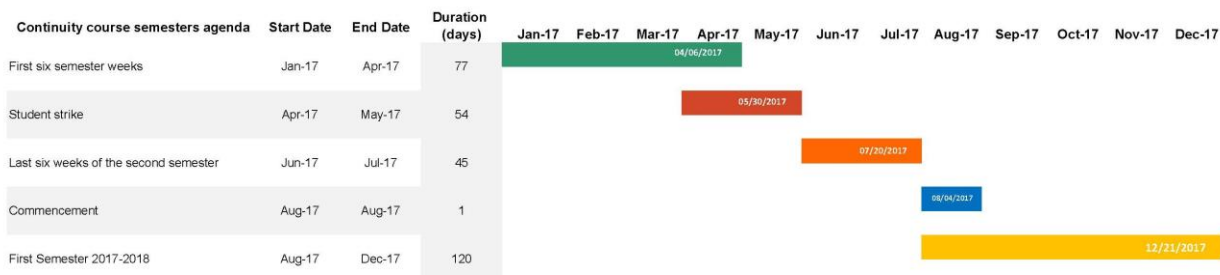 Continuity course semesters agenda Start Date End Date Duration (days) Jan-17 Feb-17 Mar-17 Apr-17 May-17 Jun-17 Jul-17 Aug-17 Sep-17 Oct-17 Nov-17 Dec-17
First six semester weeks Jan-17 Apr-17 77 04/06/2017
Student strike Apr-17 May-17 54 05/30/2017
Last six weeks of the second semester Jun-17 Jul-17 45 07/20/2017
Commencement Aug-17 Aug-17 1 08/04/2017
First Semester 2017-2018 Aug-17 Dec-17 120 12/21/2017